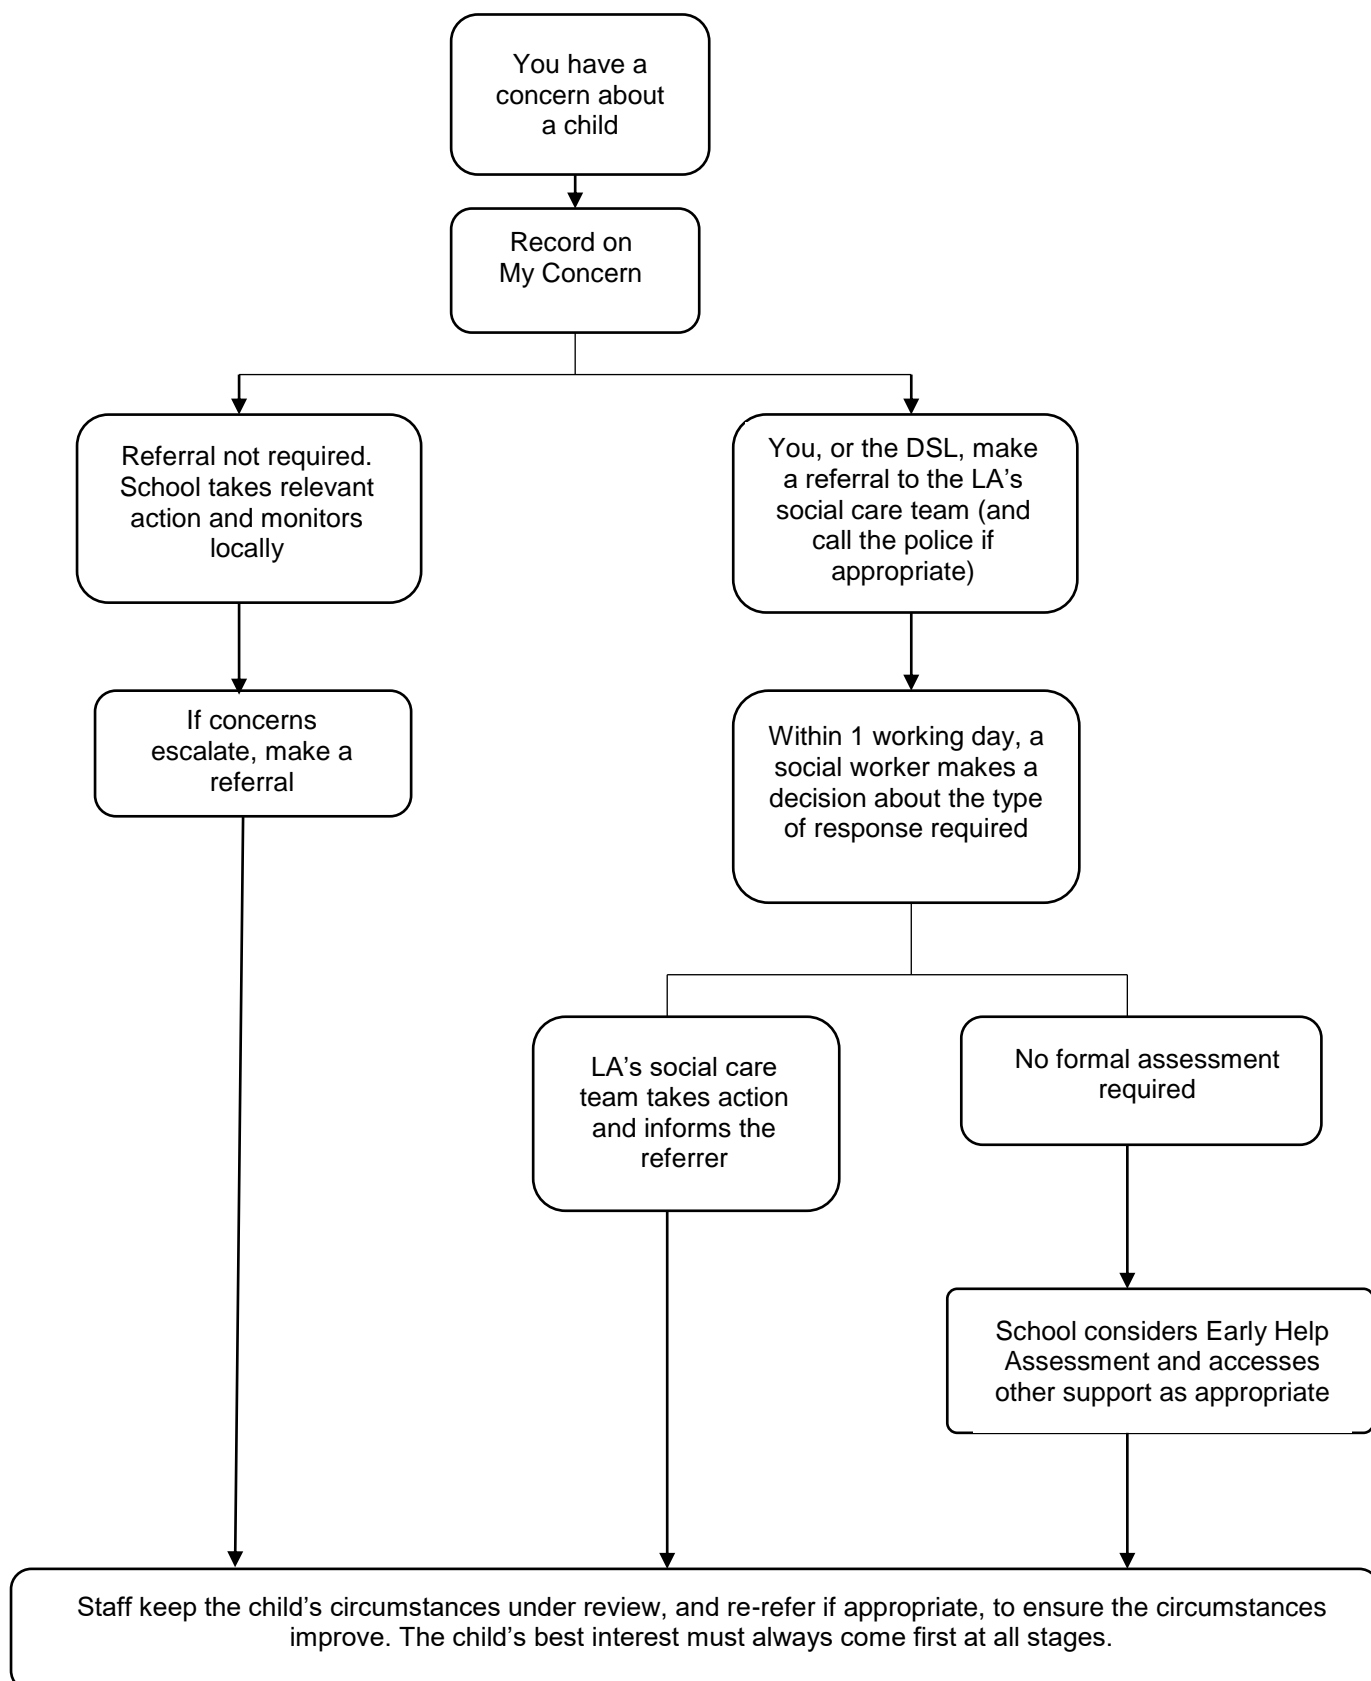 You have a
concern about
a child
Record on
My Concern
Referral not required.
School takes relevant
action and monitors
locally
You, or the DSL, make
a referral to the LA’s
social care team (and
call the police if
appropriate)
If concerns
escalate, make a
referral
Within 1 working day, a
social worker makes a
decision about the type
of response required
LA’s social care
team takes action
and informs the
referrer
No formal assessment
required
School considers Early Help
Assessment and accesses
other support as appropriate
Staff keep the child’s circumstances under review, and re-refer if appropriate, to ensure the circumstances
improve. The child’s best interest must always come first at all stages.